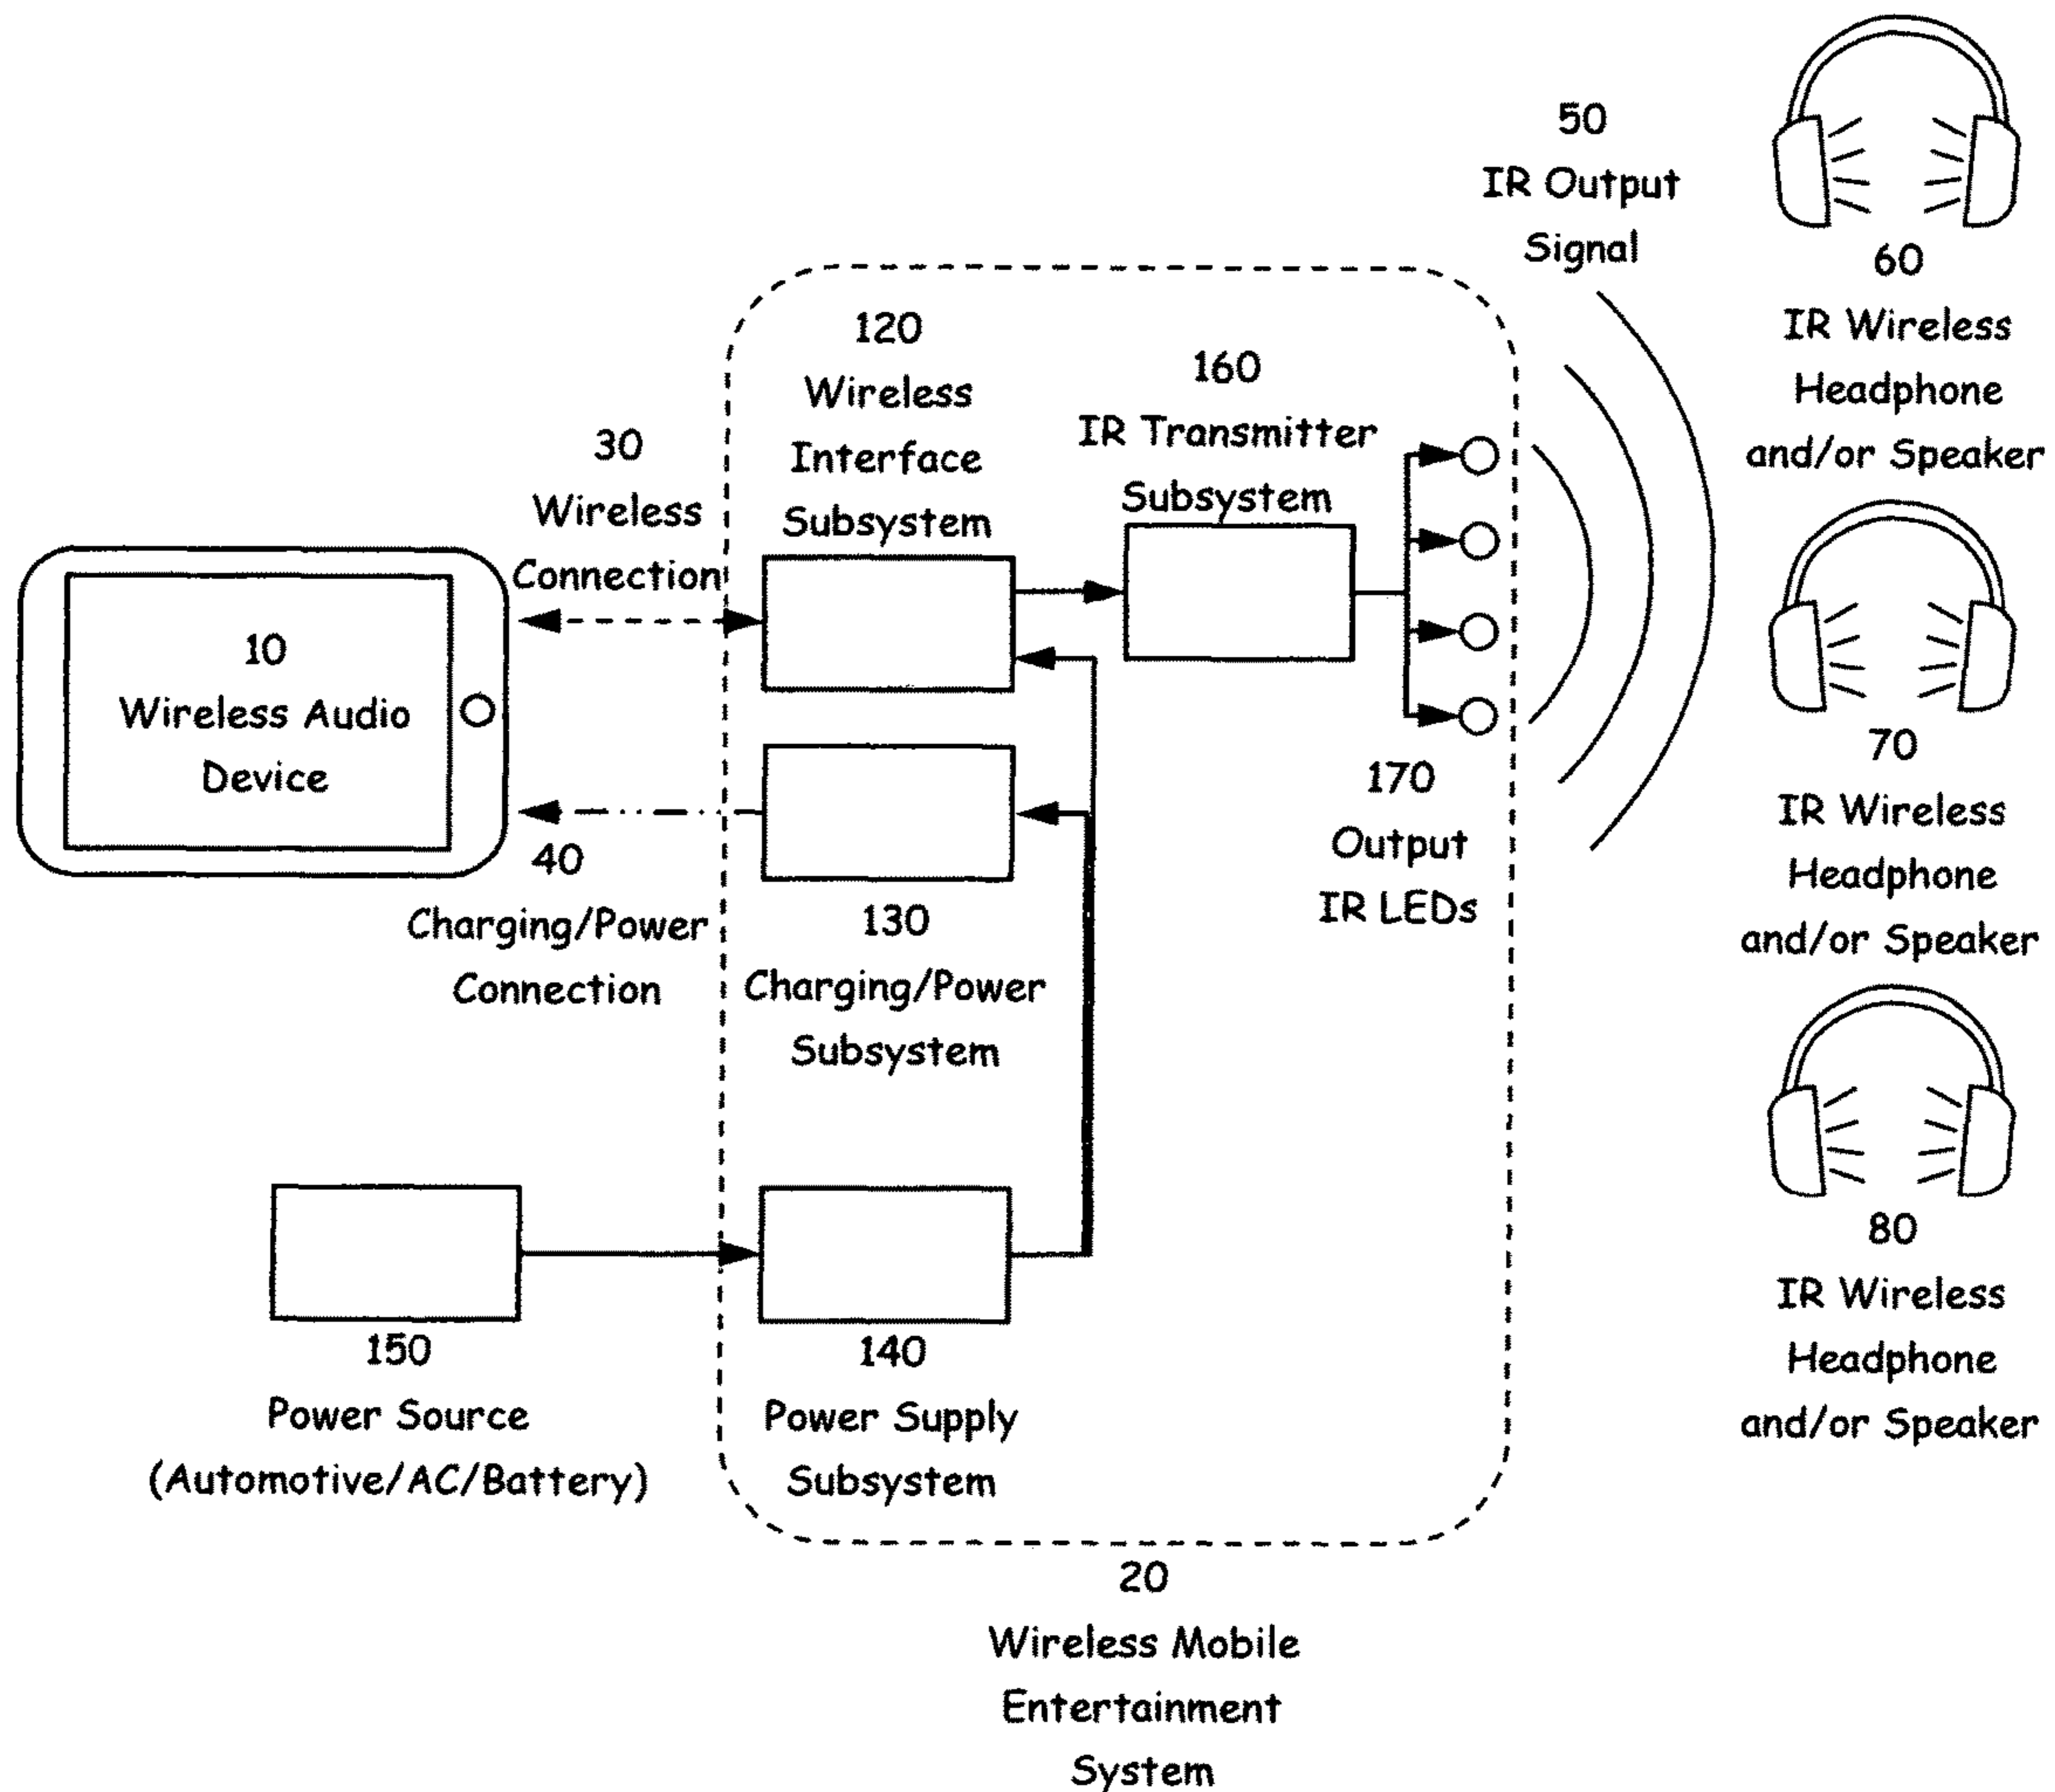 50
IR Output
Signal
60
IR Wireless
Headphone
and/or Speaker
120
Wireless
Interface
Subsystem
160
IR Transmitter
Subsystem
30
Wireless
Connection
10
Wireless Audio
Device
40
Charging/Power
Connection
130
Charging/Power
Subsystem
170
Output
IR LEDs
70
IR Wireless
Headphone
and/or Speaker
80
IR Wireless
Headphone
and/or Speaker
150
Power Source
(Automotive/AC/Battery)
140
Power Supply
Subsystem
20
Wireless Mobile
Entertainment
System